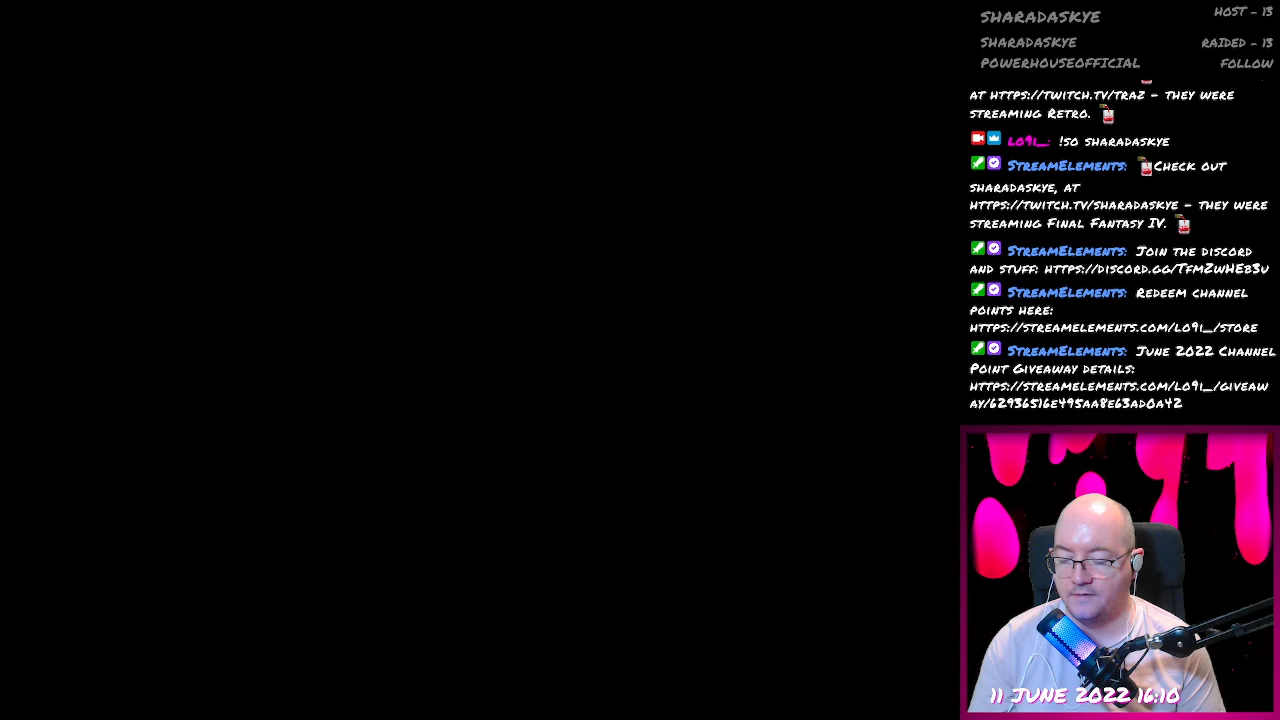 SHARADASKYE HOST - 13
SHARADASKYE RAIDED - 13
POWERHOUSEOFFICIAL FOLLOW
AT HTTPS://TWITCH.TV/TRAZ - THEY WERE
STREAMING RETRO.
LO9I_: !SO SHARADASKYE
STREAMELEMENTS: CHECK OUT
SHARADASKYE, AT
HTTPS://TWITCH.TV/SHARADASKYE - THEY WERE
STREAMING FINAL FANTASY IV.
STREAMELEMENTS: JOIN THE DISCORD
AND STUFF: HTTPS://DISCORD.GG/TFMZWHE83U
STREAMELEMENTS: REDEEM CHANNEL
POINTS HERE:
HTTPS://STREAMELEMENTS.COM/LO9I_/STORE
STREAMELEMENTS: JUNE 2022 CHANNEL
POINT GIVEAWAY DETAILS:
HTTPS://STREAMELEMENTS.COM/LO9I_/GIVEAW
AY/62936516E495AA8E63AD0A42
11 JUNE 2022 16:10